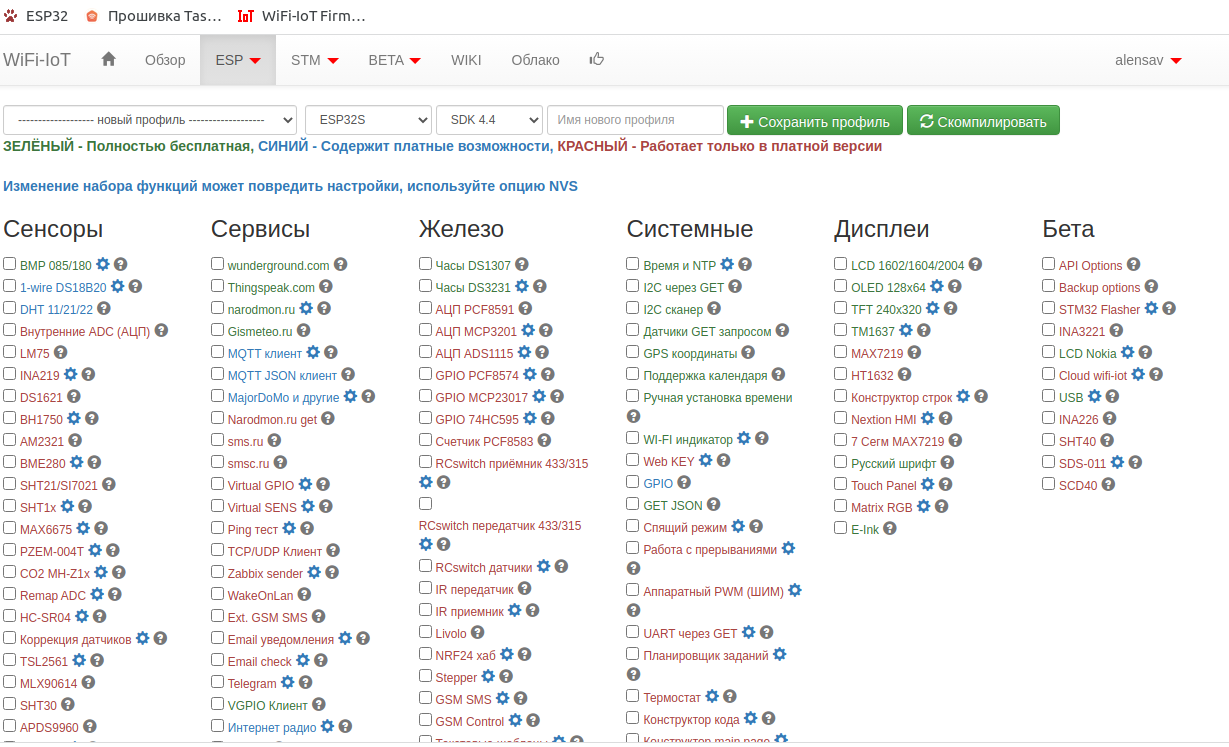 ESP32 Прошивка Tas... WiFi-IoT Firm...
WiFi-IoT Обзор ESP STM BETA WIKI Облако alensav
------------------- новый профиль ------------------- ESP32S SDK 4.4 Имя нового профиля Сохранить профиль Скомпилировать
ЗЕЛЁНЫЙ - Полностью бесплатная, СИНИЙ - Содержит платные возможности, КРАСНЫЙ - Работает только в платной версии
Изменение набора функций может повредить настройки, используйте опцию NVS
Сенсоры
BMP 085/180
1-wire DS18B20
DHT 11/21/22
Внутренние ADC (АЦП)
LM75
INA219
DS1621
BH1750
AM2321
BME280
SHT21/SI7021
SHT1x
MAX6675
PZEM-004T
CO2 MH-Z1x
Remap ADC
HC-SR04
Коррекция датчиков
TSL2561
MLX90614
SHT30
APDS9960
Сервисы
wunderground.com
Thingspeak.com
narodmon.ru
Gismeteo.ru
MQTT клиент
MQTT JSON клиент
MajorDoMo и другие
Narodmon.ru get
sms.ru
smsc.ru
Virtual GPIO
Virtual SENS
Ping тест
TCP/UDP Клиент
Zabbix sender
WakeOnLan
Ext. GSM SMS
Email уведомления
Email check
Telegram
VGPIO Клиент
Интернет радио
Железо
Часы DS1307
Часы DS3231
АЦП PCF8591
АЦП MCP3201
АЦП ADS1115
GPIO PCF8574
GPIO MCP23017
GPIO 74HC595
Счетчик PCF8583
RCswitch приёмник 433/315
RCswitch передатчик 433/315
RCswitch датчики
IR передатчик
IR приемник
Livolo
NRF24 хаб
Stepper
GSM SMS
GSM Control
Текстовые шаблоны
Системные
Время и NTP
I2C через GET
I2C сканер
Датчики GET запросом
GPS координаты
Поддержка календаря
Ручная установка времени
WI-FI индикатор
Web KEY
GPIO
GET JSON
Спящий режим
Работа с прерываниями
Аппаратный PWM (ШИМ)
UART через GET
Планировщик заданий
Термостат
Конструктор кода
Конструктор main page
Дисплеи
LCD 1602/1604/2004
OLED 128x64
TFT 240x320
TM1637
MAX7219
HT1632
Конструктор строк
Nextion HMI
7 Сегм MAX7219
Русский шрифт
Touch Panel
Matrix RGB
E-Ink
Бета
API Options
Backup options
STM32 Flasher
INA3221
LCD Nokia
Cloud wifi-iot
USB
INA226
SHT40
SDS-011
SCD40